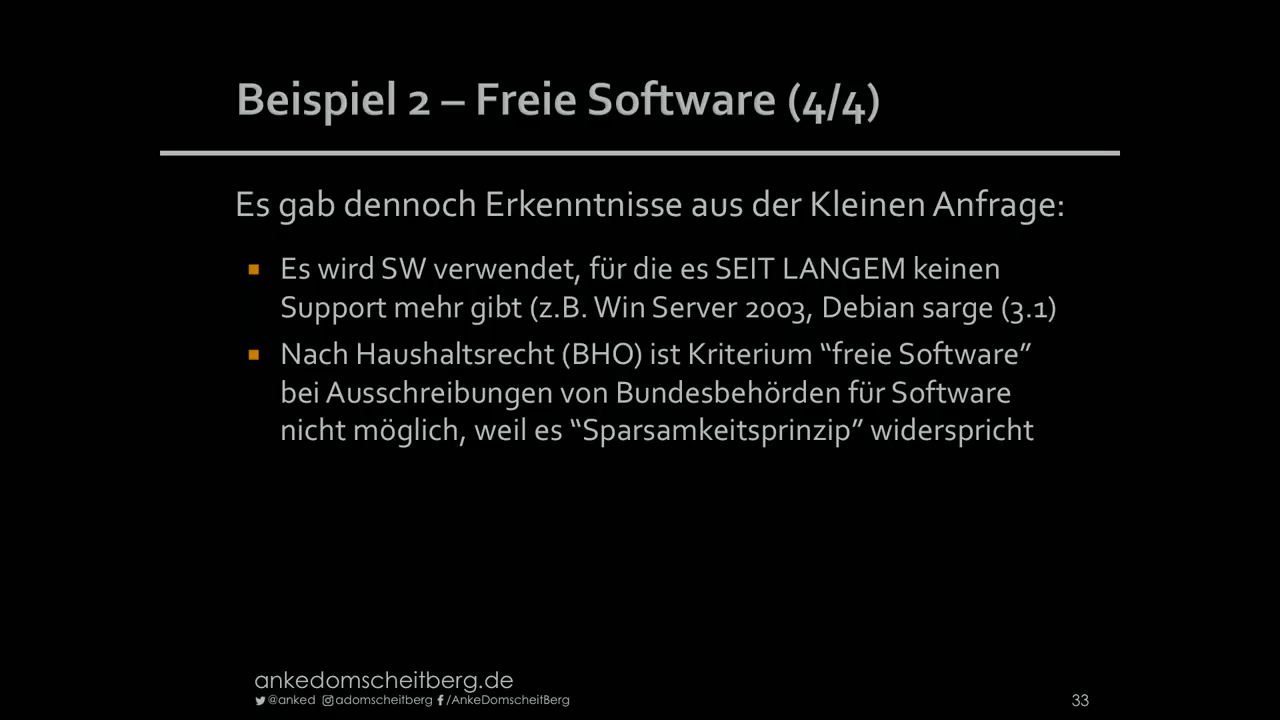 Beispiel 2 – Freie Software (4/4)
Es gab dennoch Erkenntnisse aus der Kleinen Anfrage:
Es wird SW verwendet, für die es SEIT LANGEM keinen
Support mehr gibt (z.B. Win Server 2003, Debian sarge (3.1)
Nach Haushaltsrecht (BHO) ist Kriterium “freie Software”
bei Ausschreibungen von Bundesbehörden für Software
nicht möglich, weil es “Sparsamkeitsprinzip” widerspricht
ankedomscheitberg.de
@anked adomscheitberg /AnkeDomscheitBerg
33